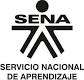 SENA
SERVICIO NACIONAL
DE APRENDIZAJE